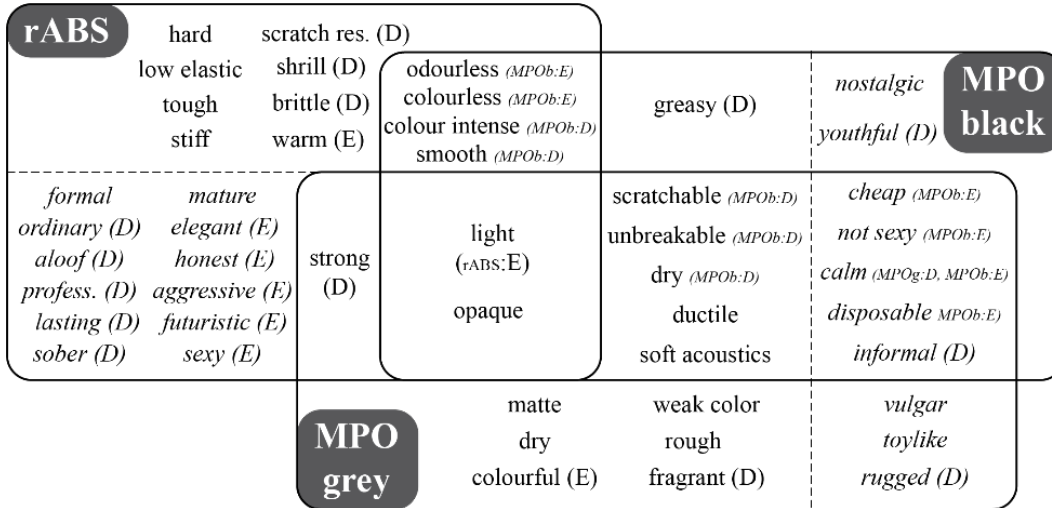 rABS
hard scratch res. (D)
low elastic shrill (D)
tough brittle (D)
stiff warm (E)
odourless (MPOb:E)
colourless (MPOb:E)
colour intense (MPOb:D)
smooth (MPOb:D)
greasy (D)
nostalgic
youthful (D)
MPO
black
formal mature
ordinary (D) elegant (E)
aloof (D) honest (E)
profess. (D) aggressive (E)
lasting (D) futuristic (E)
sober (D) sexy (E)
strong
(D)
light
(rABS:E)
opaque
scratchable (MPOb:D)
unbreakable (MPOb:D)
dry (MPOb:D)
ductile
soft acoustics
cheap (MPOb:E)
not sexy (MPOb:E)
calm (MPOg:D, MPOb:E)
disposable MPOb:E)
informal (D)
MPO
grey
matte weak color
dry rough
colourful (E) fragrant (D)
vulgar
toylike
rugged (D)